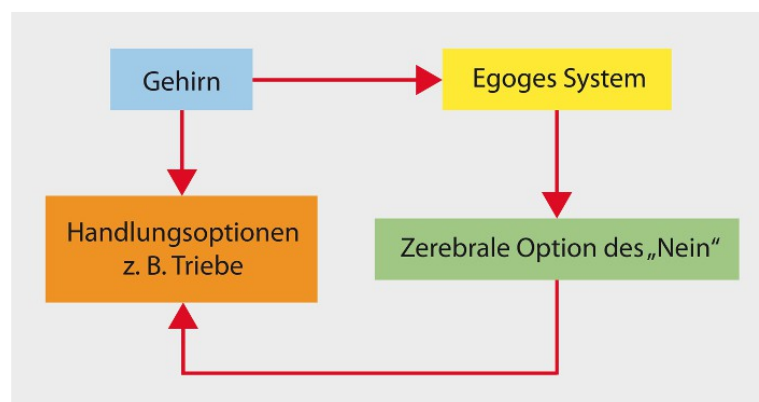 Gehirn
Egoges System
Handlungsoptionen
z. B. Triebe
Zerebrale Option des „Nein“